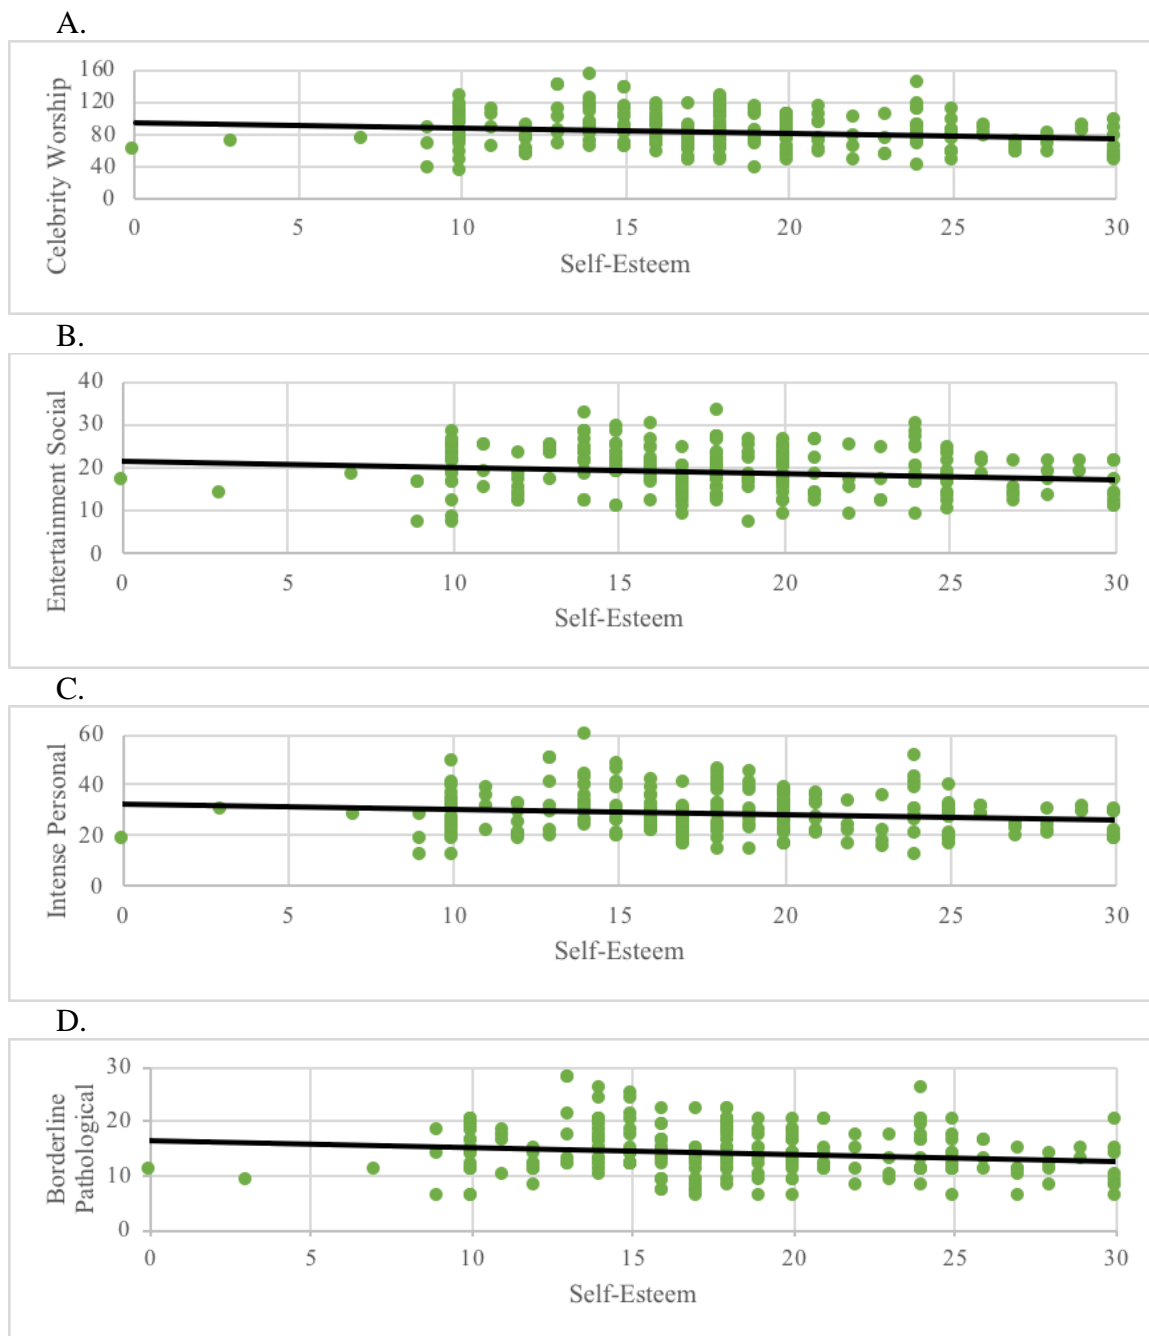 A.
160
120
80
40
0
Celebrity Worship
0 5 10 15 20 25 30
Self-Esteem
B.
40
30
20
10
0
Entertainment Social
0 5 10 15 20 25 30
Self-Esteem
C.
60
40
20
0
Intense Personal
0 5 10 15 20 25 30
Self-Esteem
D.
30
20
10
0
Borderline
Pathological
0 5 10 15 20 25 30
Self-Esteem